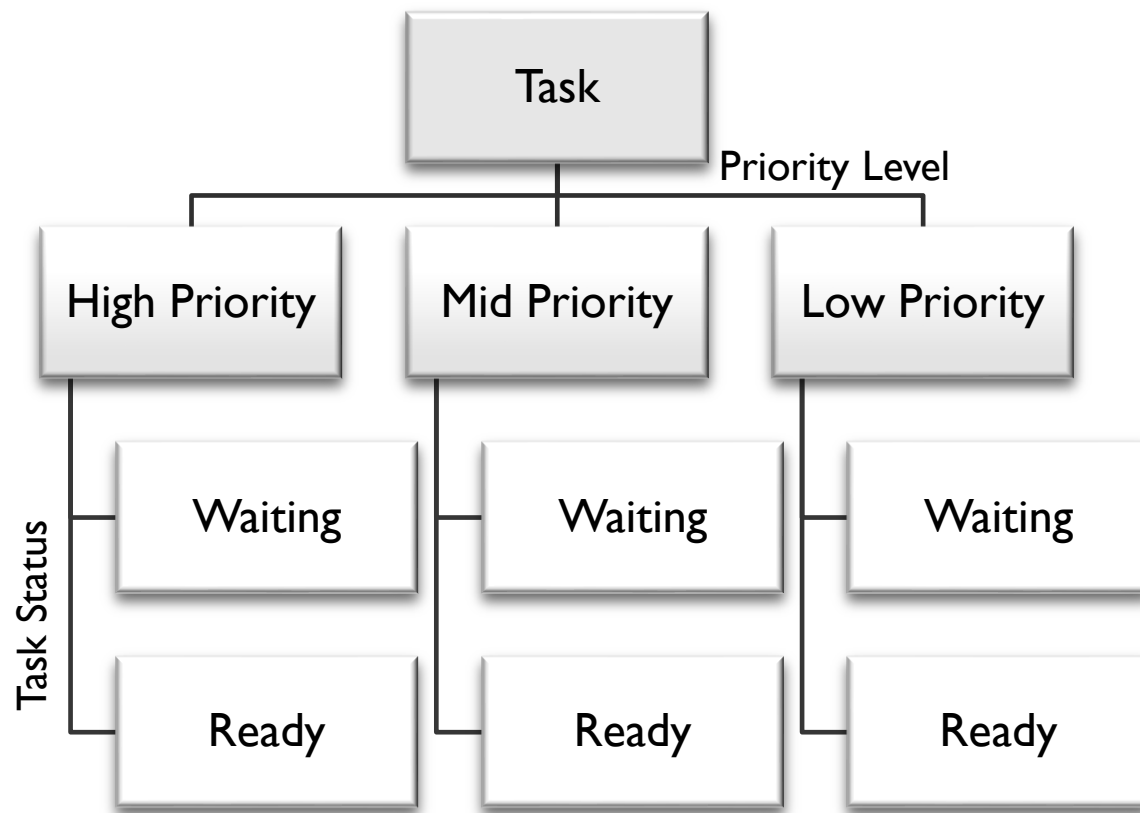 Task
Priority Level
High Priority
Mid Priority
Low Priority
Task Status
Waiting
Waiting
Waiting
Ready
Ready
Ready